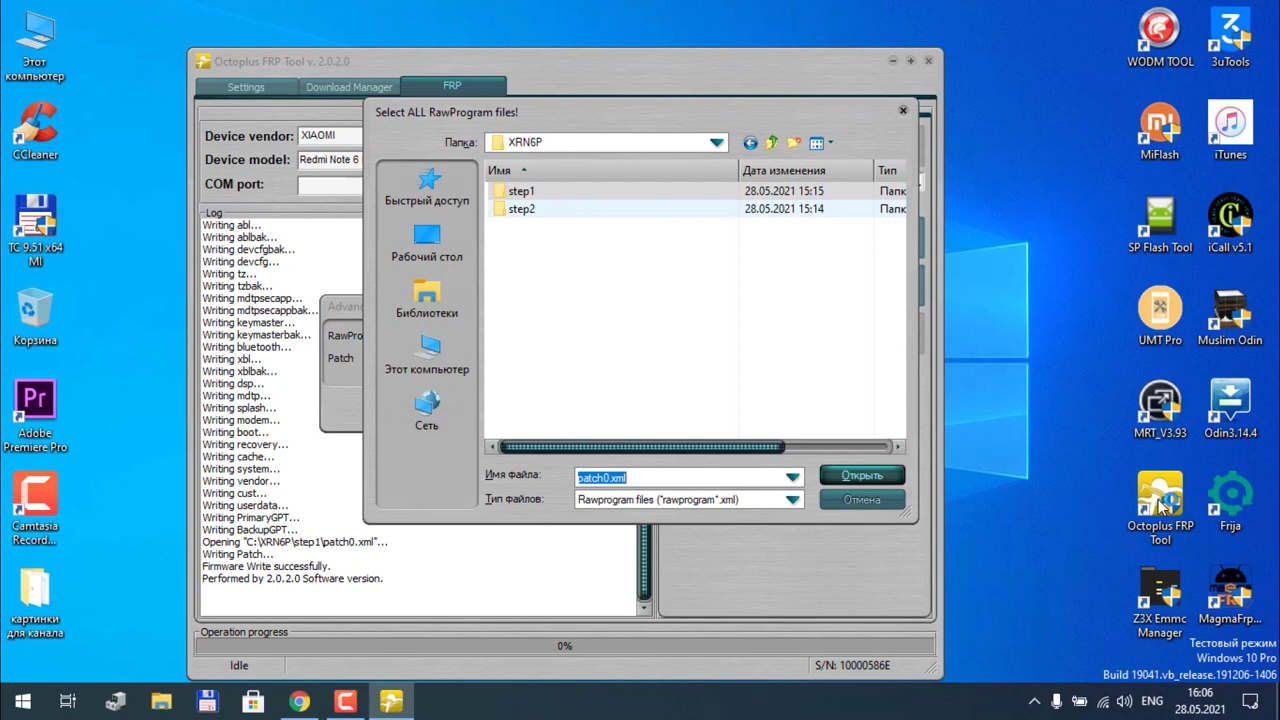 Этот
компьютер
CCleaner
TC 9.51 x64
MI
Корзина
Adobe
Premiere Pro
Camtasia
Record...
картинки
для канала
Octoplus FRP Tool v. 2.0.2.0
Settings
Download Manager
FRP
Device vendor:
XIAOMI
Device model:
Redmi Note 6
COM port:
Log
Writing abl...
Writing ablbak...
Writing devcfgbak...
Writing devcfg...
Writing tz...
Writing tzbak...
Writing mdtpsecapp...
Writing mdtpsecappbak...
Writing keymaster...
Writing keymasterbak...
Writing bluetooth...
Writing xbl...
Writing xblbak...
Writing dsp...
Writing mdtp...
Writing splash...
Writing modem...
Writing boot...
Writing recovery...
Writing cache...
Writing system...
Writing vendor...
Writing cust...
Writing userdata...
Writing PrimaryGPT...
Writing BackupGPT...
Opening "C:\XRN6P\step1\patch0.xml"...
Writing Patch...
Firmware Write successfully.
Performed by 2.0.2.0 Software version.
Operation progress
0%
Idle
S/N: 10000586E
Advan
RawPro
Patch
Select ALL RawProgram files!
Папка:
XRN6P
Быстрый доступ
Рабочий стол
Библиотеки
Этот компьютер
Сеть
Имя
Дата изменения
Тип
step1
28.05.2021 15:15
Папк
step2
28.05.2021 15:14
Папк
Имя файла:
patch0.xml
Открыть
Тип файлов:
Rawprogram files (*rawprogram*.xml)
Отмена
WODM TOOL
3uTools
MiFlash
iTunes
SP Flash Tool
iCall v5.1
UMT Pro
Muslim Odin
MRT_V3.93
Odin3.14.4
Octoplus FRP
Tool
Frija
Z3X Emmc
Manager
MagmaFrp...
Тестовый режим
Windows 10 Pro
Build 19041.vb_release.191206-1406
ENG
16:06
28.05.2021